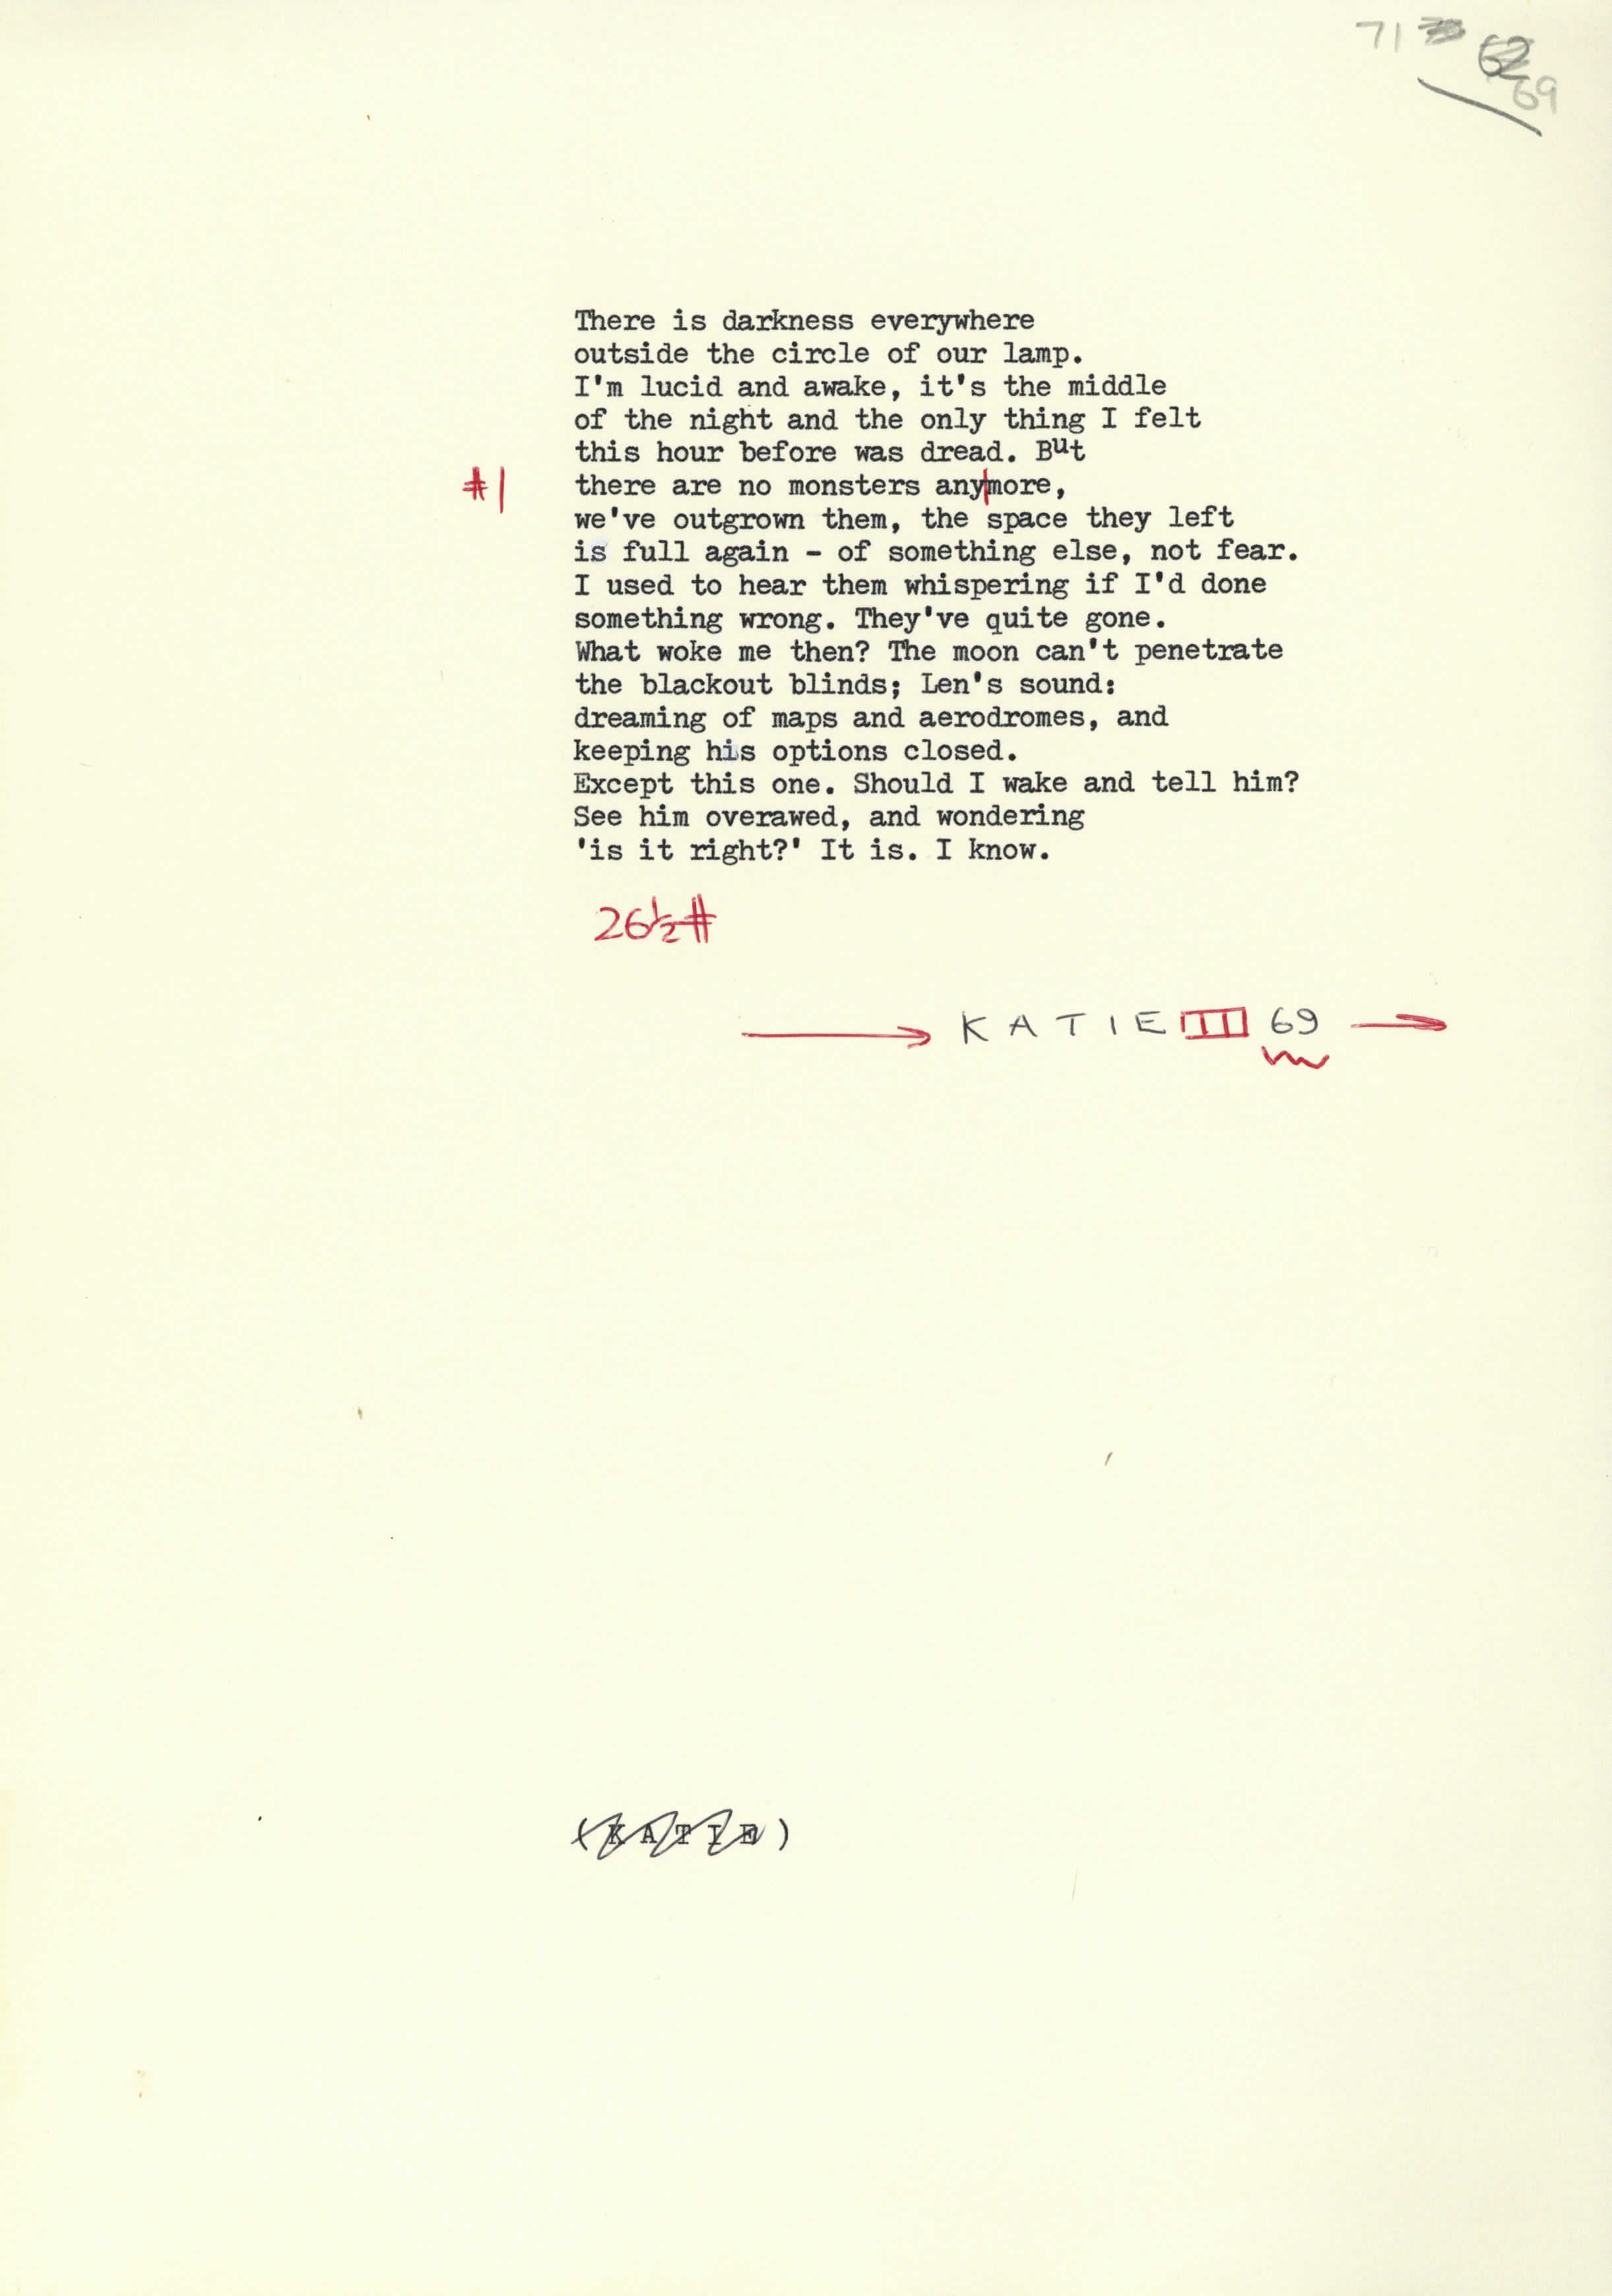 71 62
69
There is darkness everywhere
outside the circle of our lamp.
I'm lucid and awake, it's the middle
of the night and the only thing I felt
this hour before was dread. But
#| there are no monsters anymore,
we've outgrown them, the space they left
is full again - of something else, not fear.
I used to hear them whispering if I'd done
something wrong. They've quite gone.
What woke me then? The moon can't penetrate
the blackout blinds; Len's sound:
dreaming of maps and aerodromes, and
keeping his options closed.
Except this one. Should I wake and tell him?
See him overawed, and wondering
'is it right?' It is. I know.
26½#
KATIE 69
(KATIE)